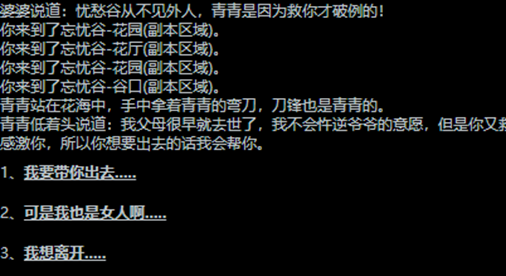 婆婆说道：忧愁谷从不见外人，青青是因为救你才破例的！
你来到了忘忧谷-花园(副本区域)。
你来到了忘忧谷-花厅(副本区域)。
你来到了忘忧谷-花园(副本区域)。
你来到了忘忧谷-谷口(副本区域)。
青青站在花海中，手中拿着青青的弯刀，刀锋也是青青的。
青青低着头说道：我父母很早就去世了，我不会忤逆爷爷的意愿，但是你又救
感激你，所以你想要出去的话我会帮你。
1、我要带你出去.....
2、可是我也是女人啊.....
3、我想离开.....